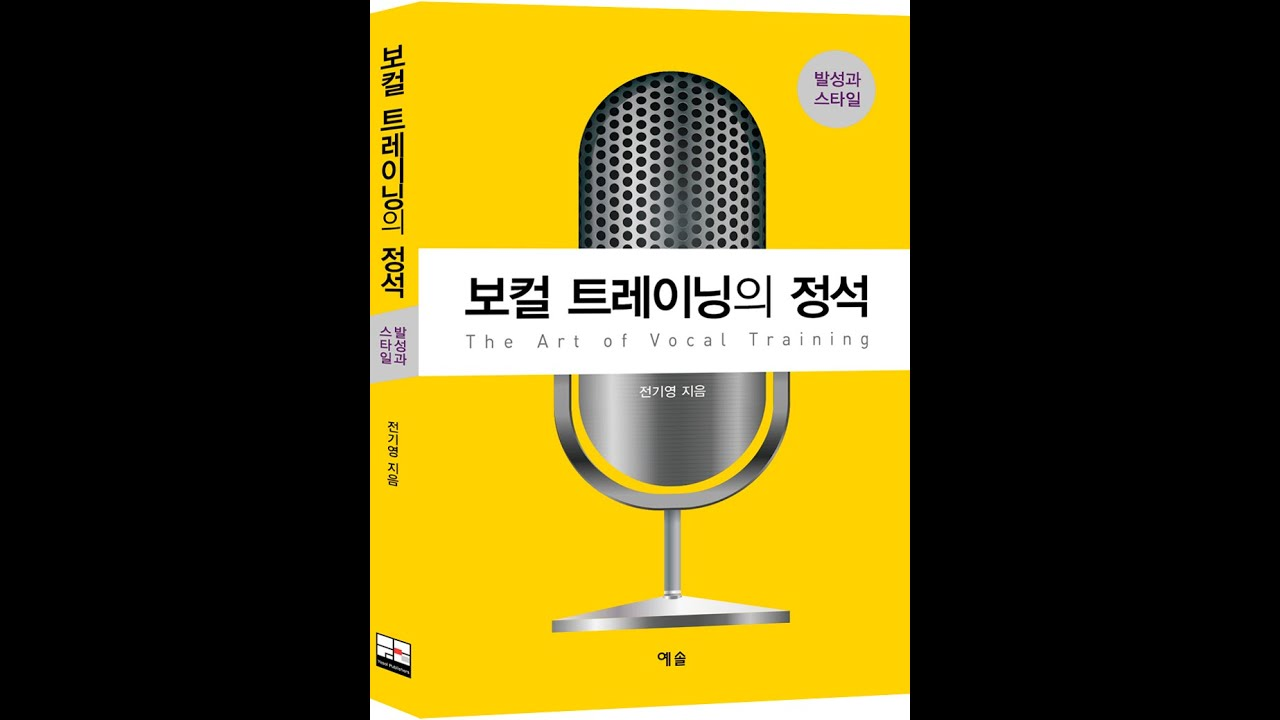 보컬 트레이닝의 정석
발성과
스타일
전기영 지음
Yesol Publishers
발성과
스타일
보컬 트레이닝의 정석
The Art of Vocal Training
전기영 지음
예솔